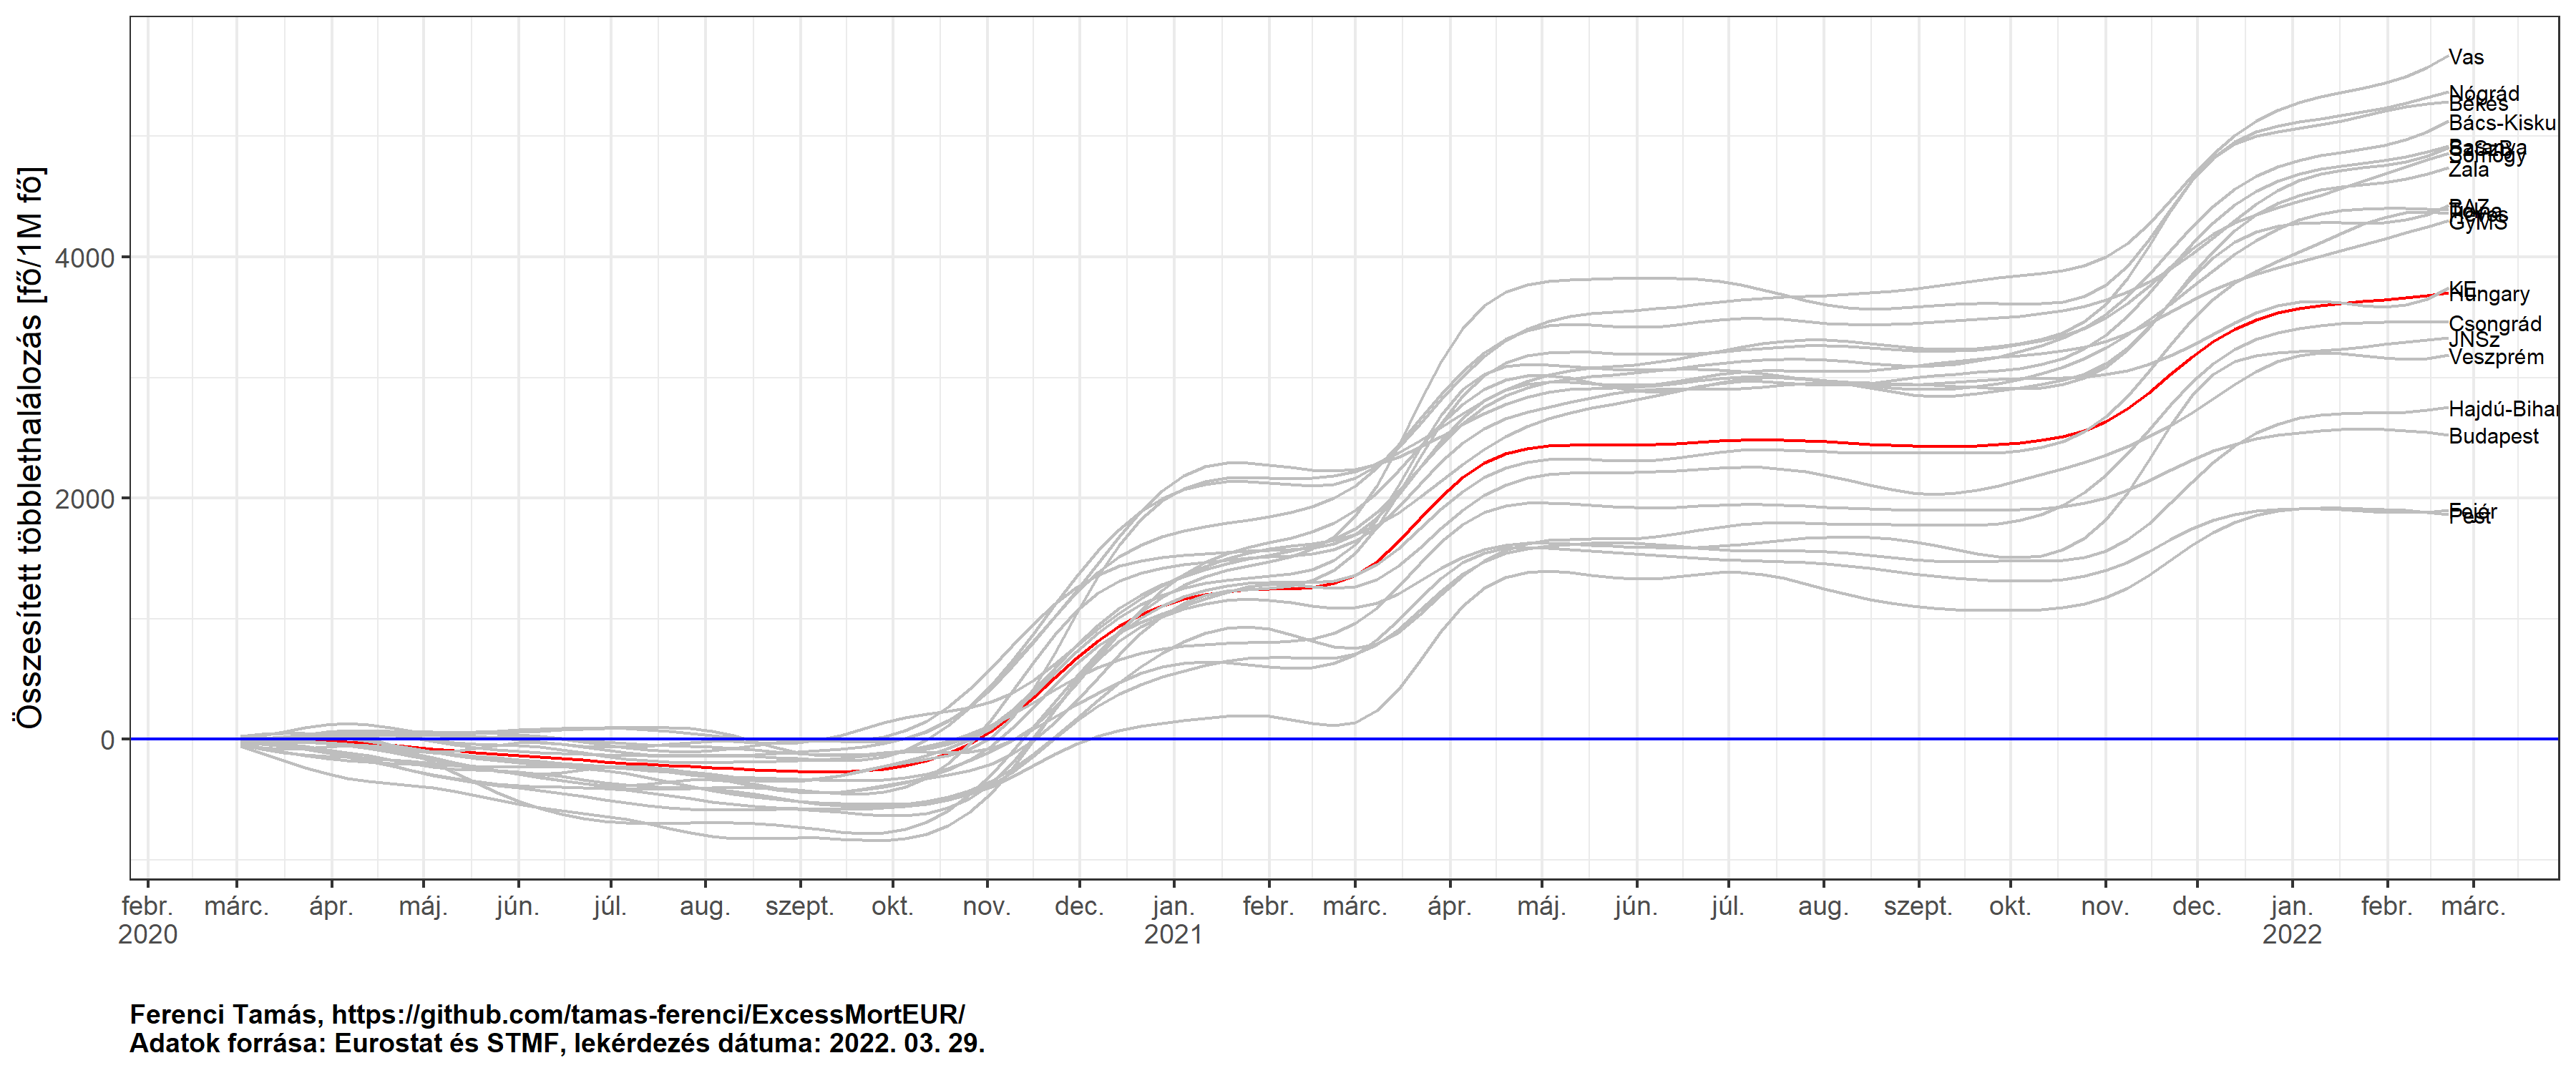 Összesített többlethalálozás [fő/1M fő]
4000
2000
0
Vas
Nógrád
Békés
Bács-Kisku
Baranya
Somogy
Zala
BAZ
GyMS
KE
Hungary
Csongrád
JNSz
Veszprém
Hajdú-Bihar
Budapest
Fejér
Pest
febr. márc. ápr. máj. jún. júl. aug. szept. okt. nov. dec. jan. febr. márc. ápr. máj. jún. júl. aug. szept. okt. nov. dec. jan. febr. márc.
2020 2021 2022
Ferenci Tamás, https://github.com/tamas-ferenci/ExcessMortEUR/
Adatok forrása: Eurostat és STMF, lekérdezés dátuma: 2022. 03. 29.